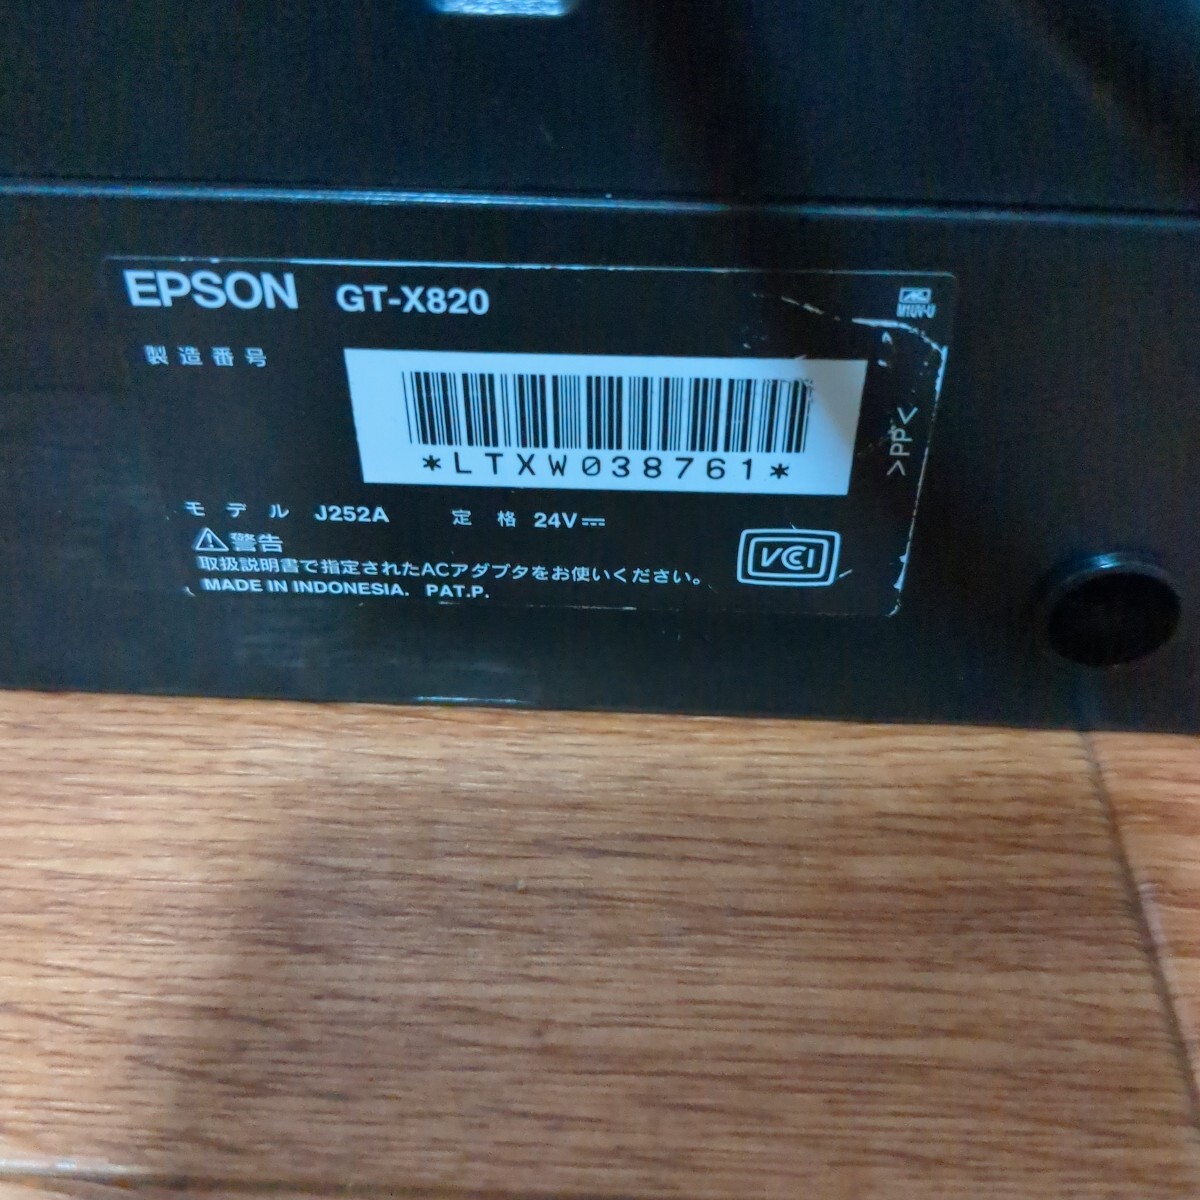 EPSON GT-X820
M1UV-U
製造番号
*LTXW038761*
>PP<
モデル J252A 定格 24V
警告
VCCI
取扱説明書で指定されたACアダプタをお使いください。
MADE IN INDONESIA. PAT.P.